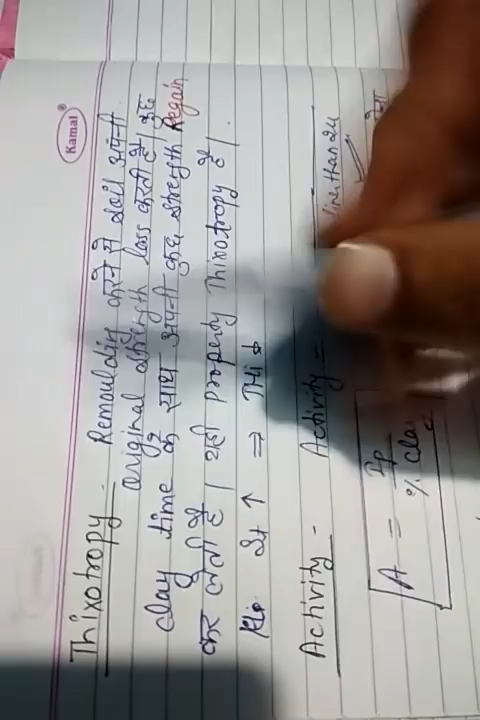 Kamal
Thixotropy - Remoulding करने से soil अपनी
original strength loss करती है। कुछ
clay time के साथ अपनी कुछ strength Regain
कर लेती है। यही property Thixotropy है।
St ↑ ⇒
Activity - Activity =
A = Ip / % clay